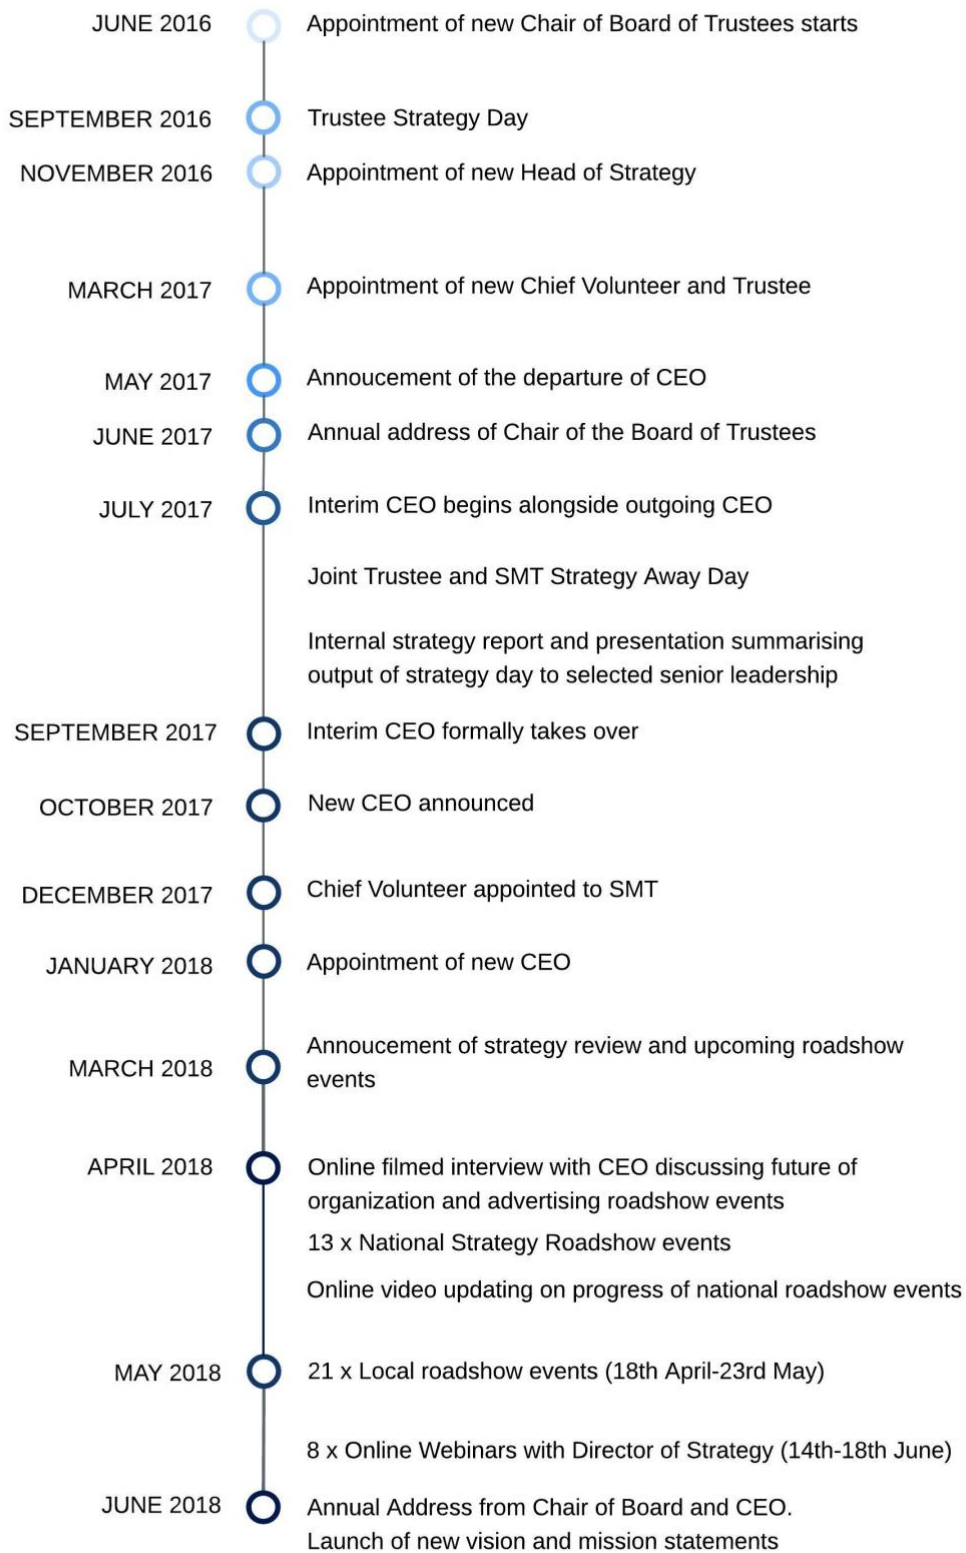 JUNE 2016 Appointment of new Chair of Board of Trustees starts
SEPTEMBER 2016 Trustee Strategy Day
NOVEMBER 2016 Appointment of new Head of Strategy
MARCH 2017 Appointment of new Chief Volunteer and Trustee
MAY 2017 Annoucement of the departure of CEO
JUNE 2017 Annual address of Chair of the Board of Trustees
JULY 2017 Interim CEO begins alongside outgoing CEO
Joint Trustee and SMT Strategy Away Day
Internal strategy report and presentation summarising
output of strategy day to selected senior leadership
SEPTEMBER 2017 Interim CEO formally takes over
OCTOBER 2017 New CEO announced
DECEMBER 2017 Chief Volunteer appointed to SMT
JANUARY 2018 Appointment of new CEO
MARCH 2018 Annoucement of strategy review and upcoming roadshow
events
APRIL 2018 Online filmed interview with CEO discussing future of
organization and advertising roadshow events
13 x National Strategy Roadshow events
Online video updating on progress of national roadshow events
MAY 2018 21 x Local roadshow events (18th April-23rd May)
8 x Online Webinars with Director of Strategy (14th-18th June)
JUNE 2018 Annual Address from Chair of Board and CEO.
Launch of new vision and mission statements